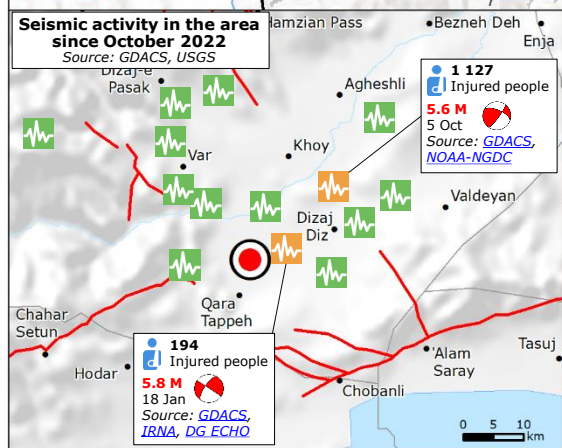 Seismic activity in the area
since October 2022
Source: GDACS, USGS
Hamzian Pass
Bezneh Deh
Enja
Dizaj-e
Pasak
Agheshli
1 127
Injured people
5.6 M
5 Oct
Source: GDACS,
NOAA-NGDC
Var
Khoy
Valdeyan
Dizaj
Diz
Qara
Tappeh
Chahar
Setun
194
Injured people
5.8 M
18 Jan
Source: GDACS,
IRNA, DG ECHO
Hodar
'Alam
Saray
Tasuj
Chobanli
0 5 10
km